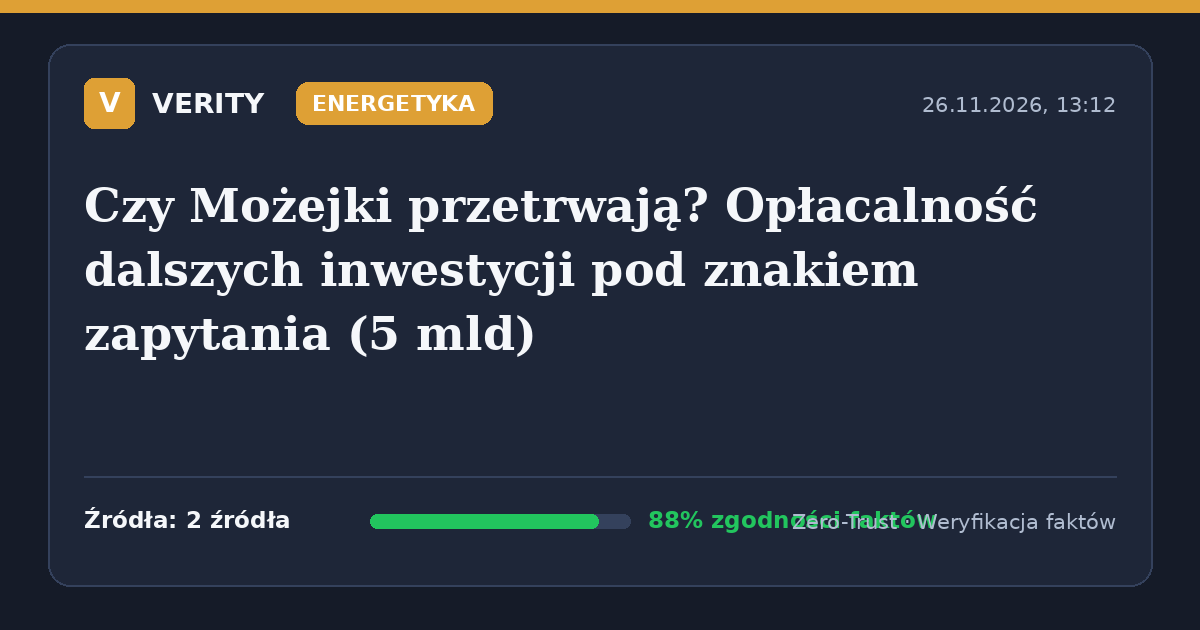 V VERITY ENERGETYKA 26.11.2026, 13:12
Czy Możejki przetrwają? Opłacalność
dalszych inwestycji pod znakiem
zapytania (5 mld)
Źródła: 2 źródła 88% zgodności faktów Zero-Trust · Weryfikacja faktów